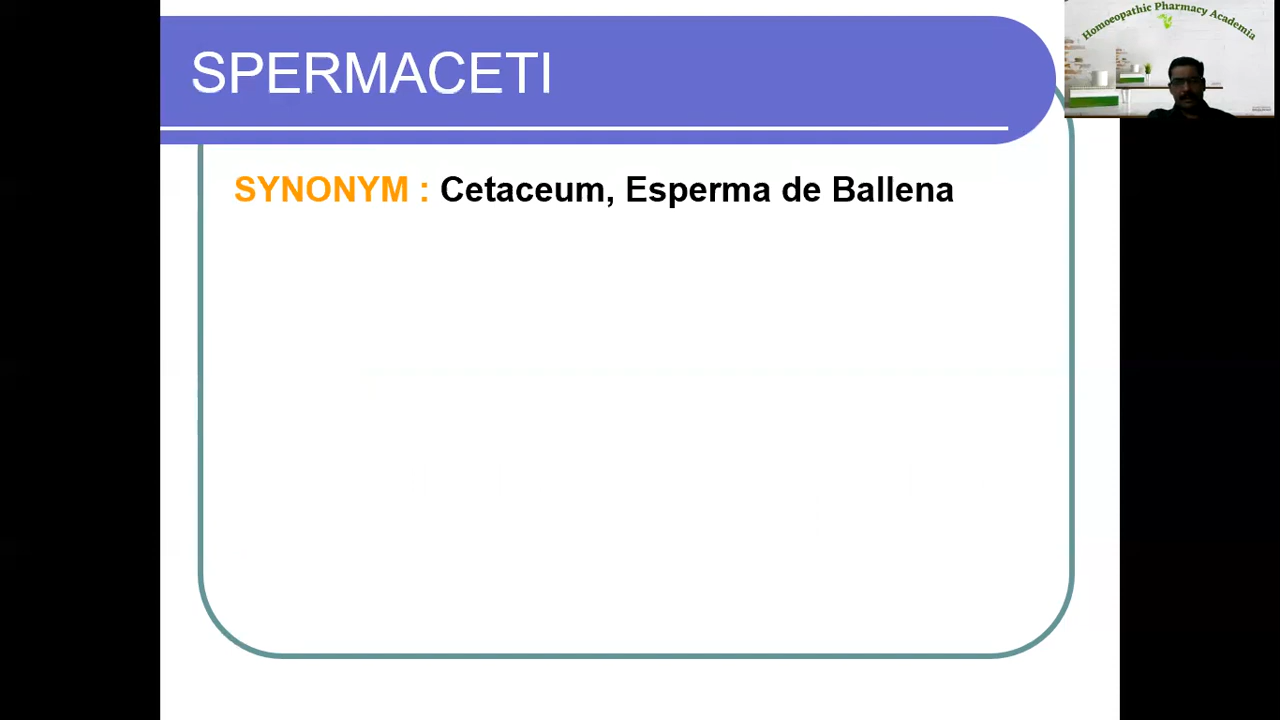 SPERMACETI
Homoeopathic Pharmacy Academia
SYNONYM : Cetaceum, Esperma de Ballena